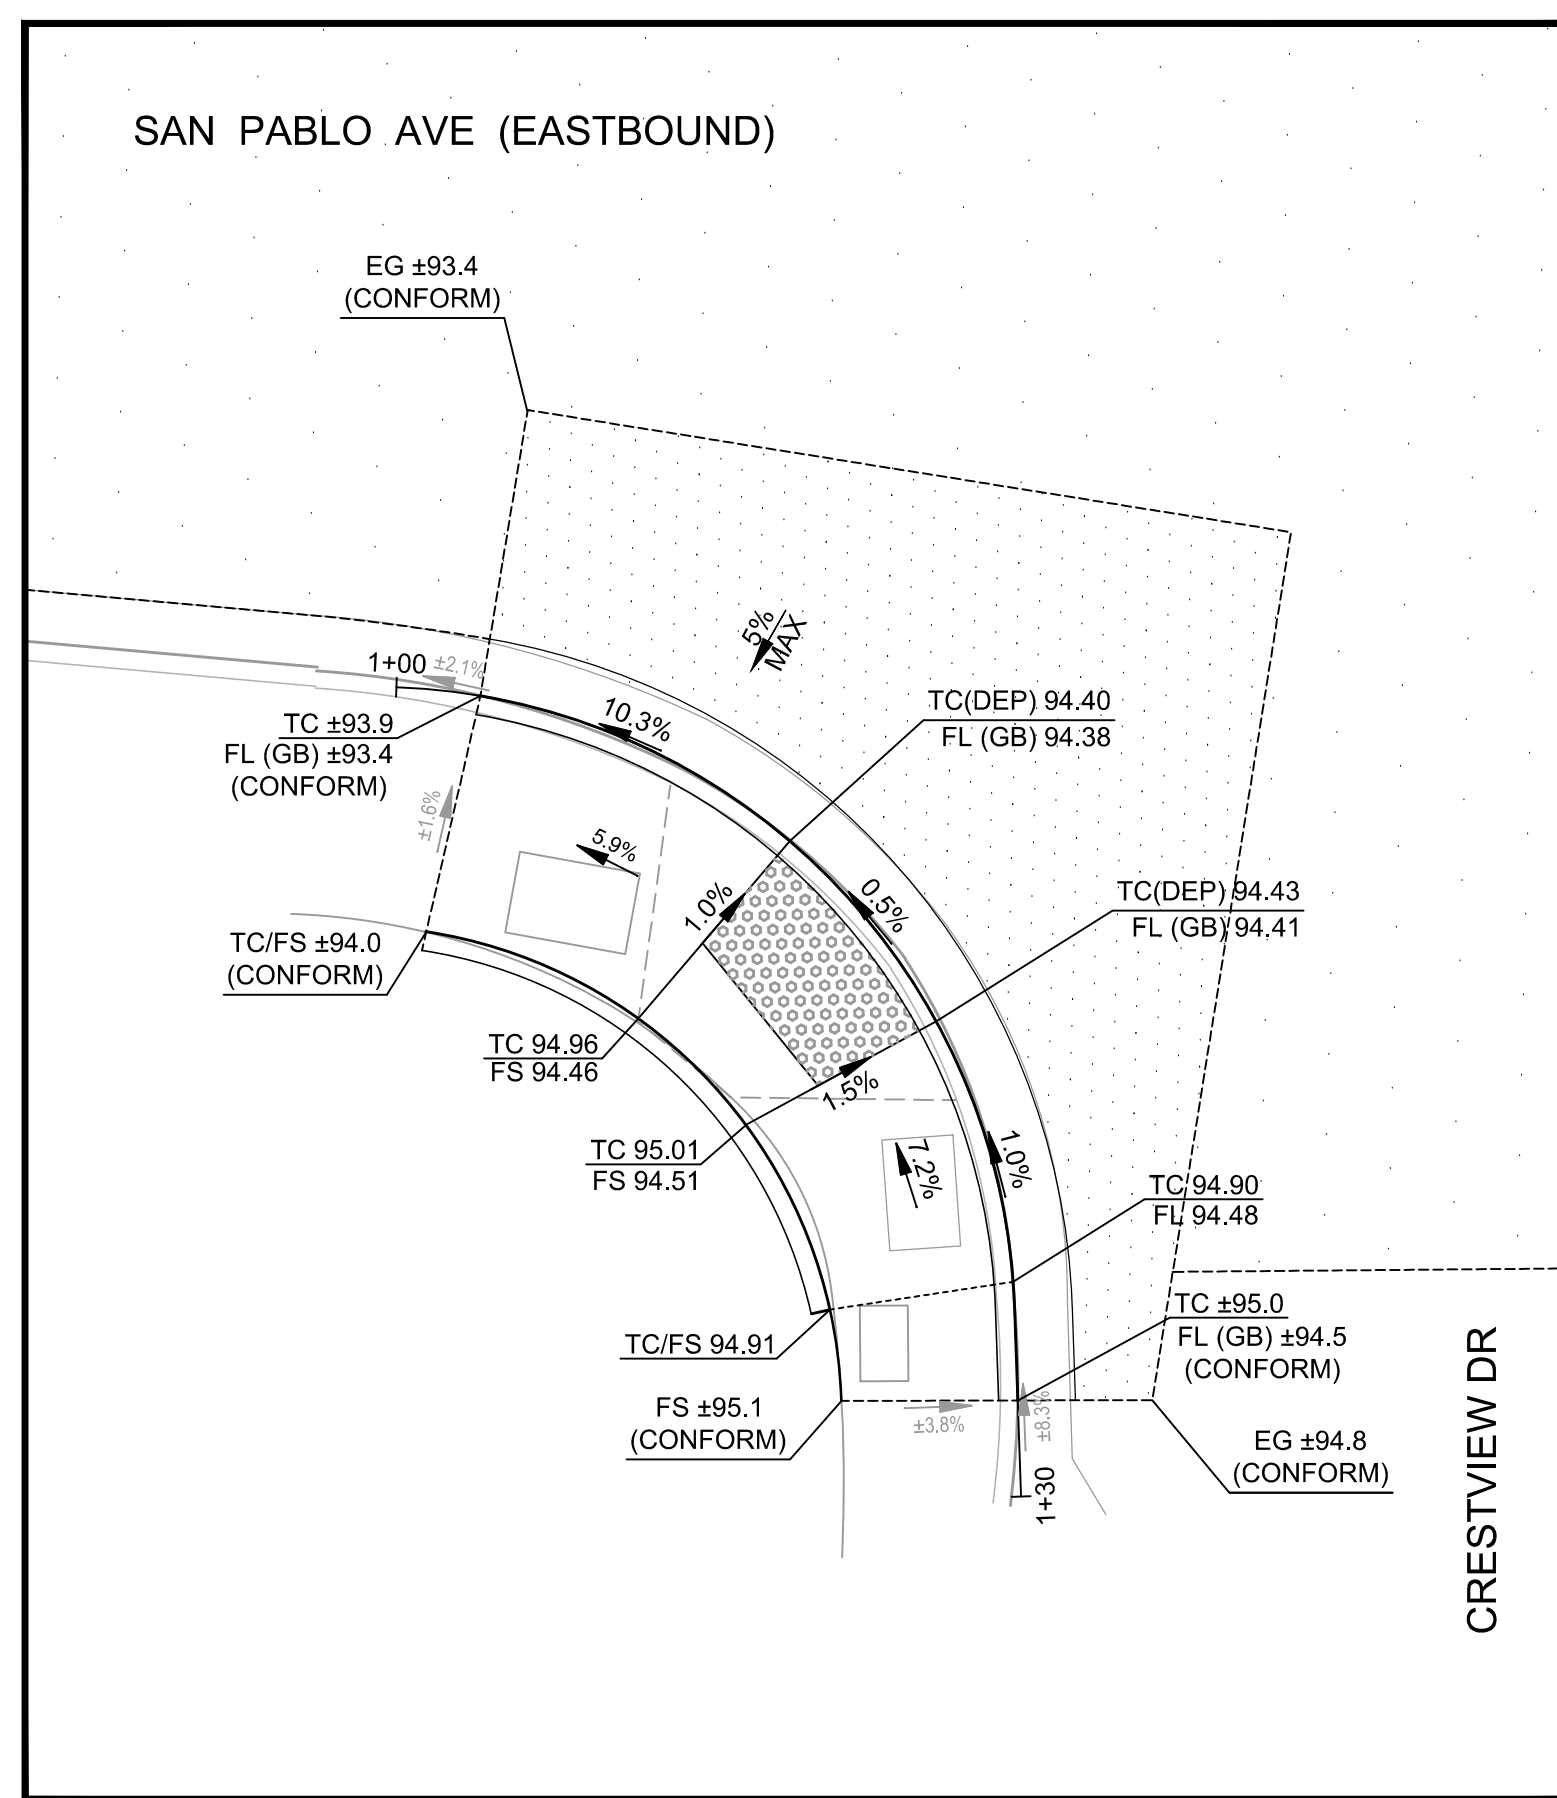 SAN PABLO AVE (EASTBOUND)
EG ±93.4
(CONFORM)
5%
MAX
1+00
±2.1%
10.3%
TC ±93.9
FL (GB) ±93.4
(CONFORM)
TC(DEP) 94.40
FL (GB) 94.38
±1.6%
5.9%
1.0%
0.5%
TC(DEP) 94.43
FL (GB) 94.41
TC/FS ±94.0
(CONFORM)
TC 94.96
FS 94.46
1.5%
TC 95.01
FS 94.51
7.2%
1.0%
TC 94.90
FL 94.48
TC/FS 94.91
TC ±95.0
FL (GB) ±94.5
(CONFORM)
FS ±95.1
(CONFORM)
±3.8%
±8.3%
EG ±94.8
(CONFORM)
1+30
CRESTVIEW DR